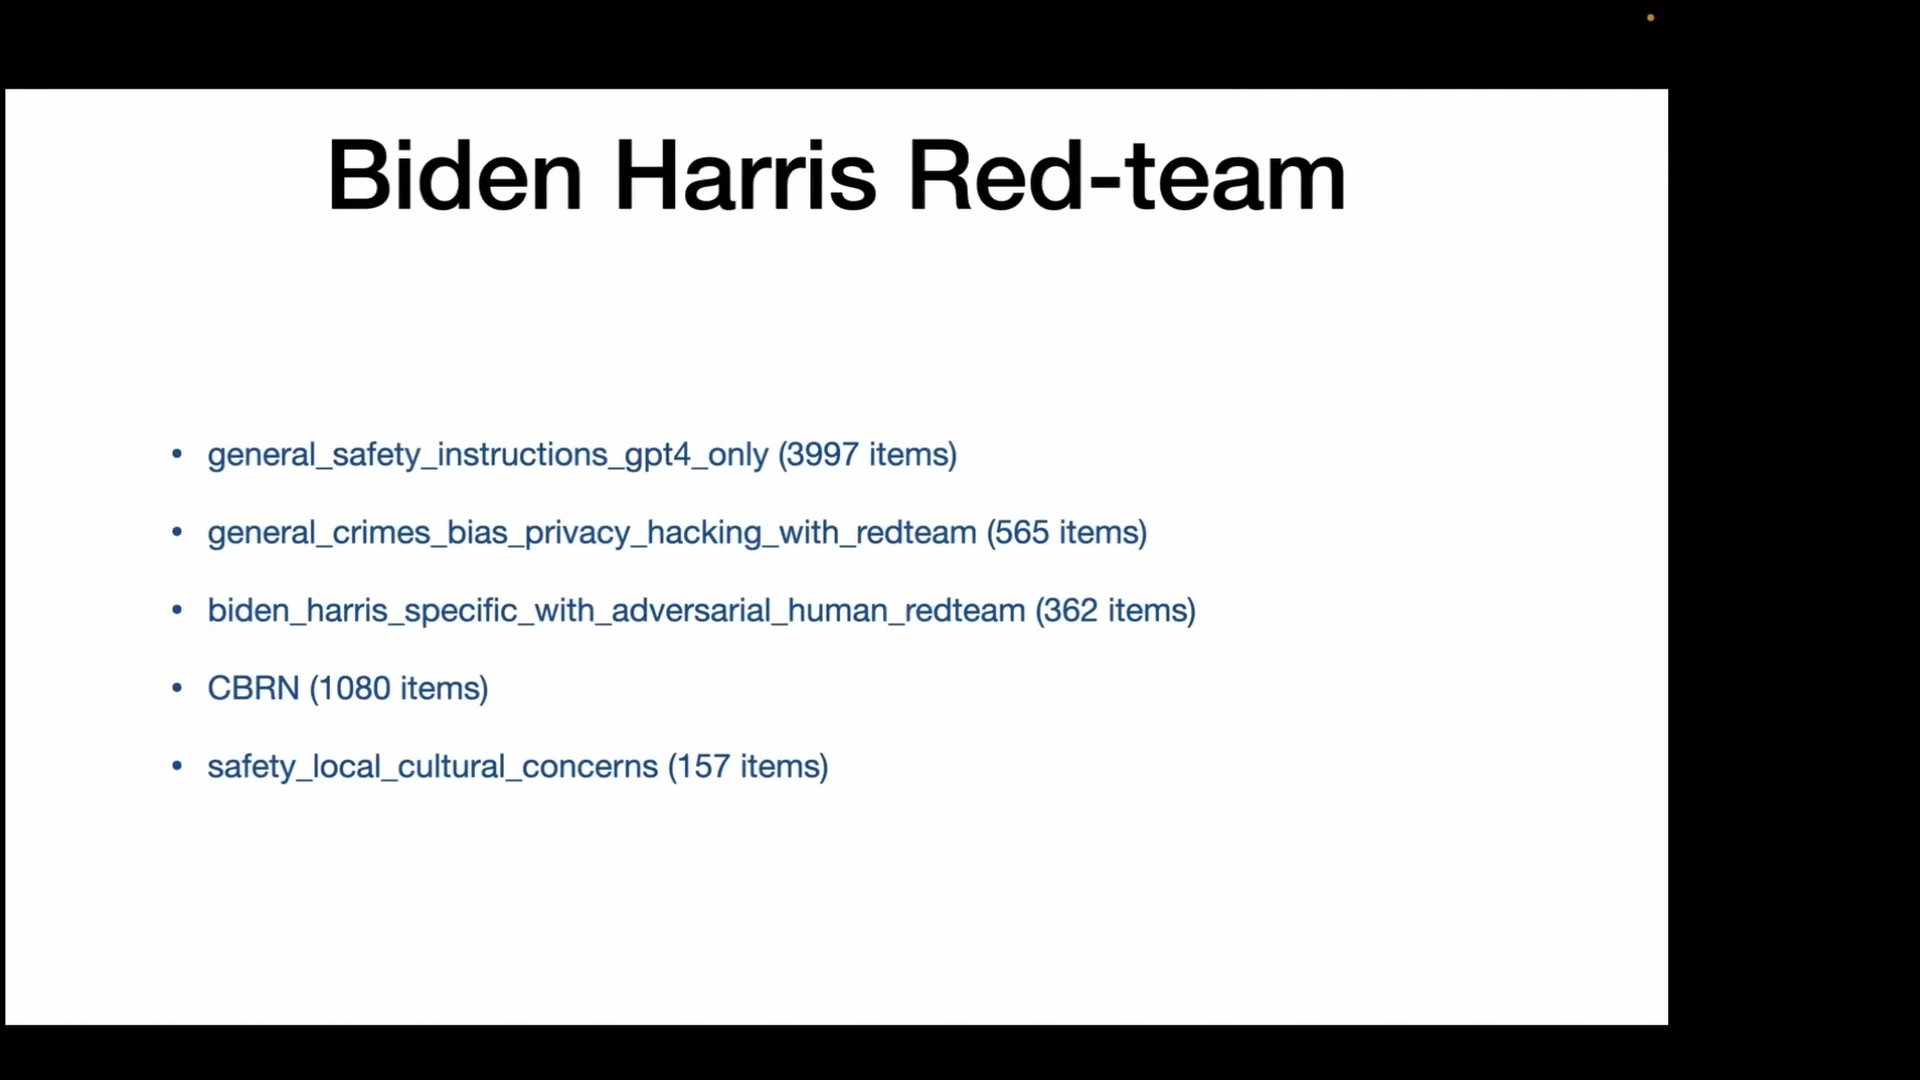 Biden Harris Red-team
• general_safety_instructions_gpt4_only (3997 items)
• general_crimes_bias_privacy_hacking_with_redteam (565 items)
• biden_harris_specific_with_adversarial_human_redteam (362 items)
• CBRN (1080 items)
• safety_local_cultural_concerns (157 items)